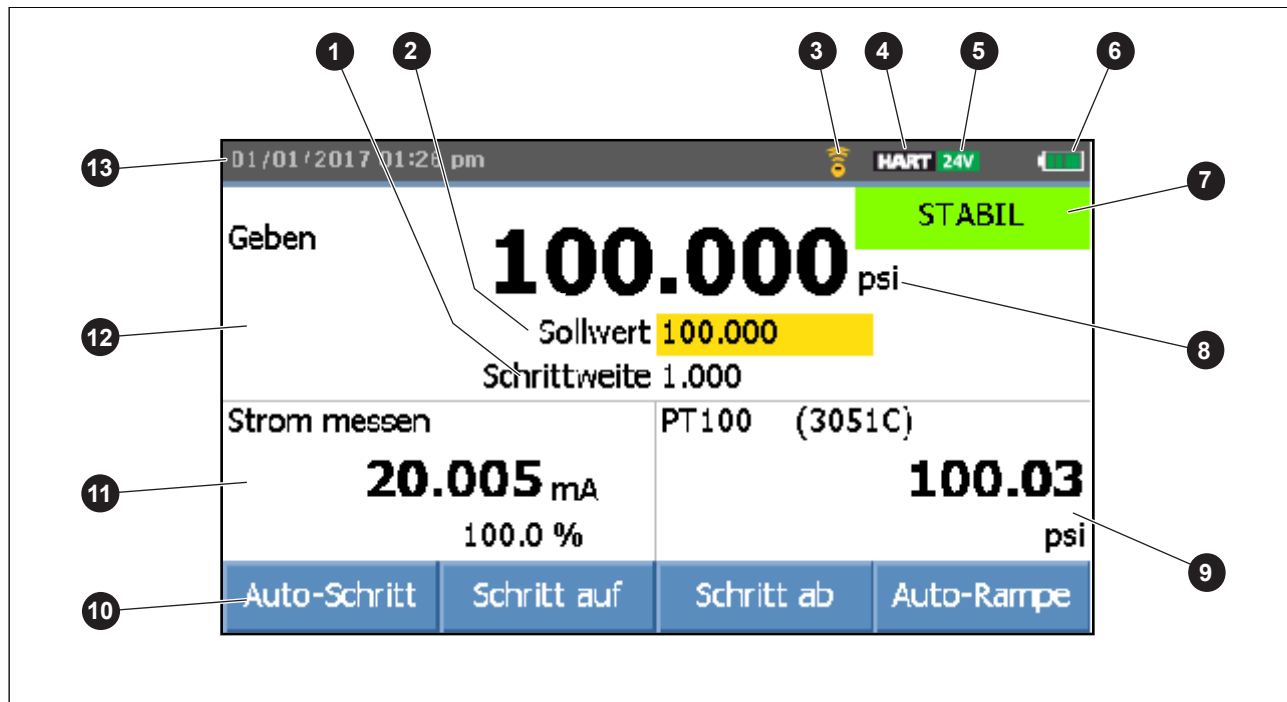 1 2 3 4 5 6
13 01/01/2017 01:26 pm HART 24V
7
STABIL
Geben 100.000 psi
12 Sollwert 100.000
8
Schrittweite 1.000
Strom messen PT100 (3051C)
11 20.005 mA 100.03
100.0 % psi
9
10 Auto-Schritt Schritt auf Schritt ab Auto-Rampe